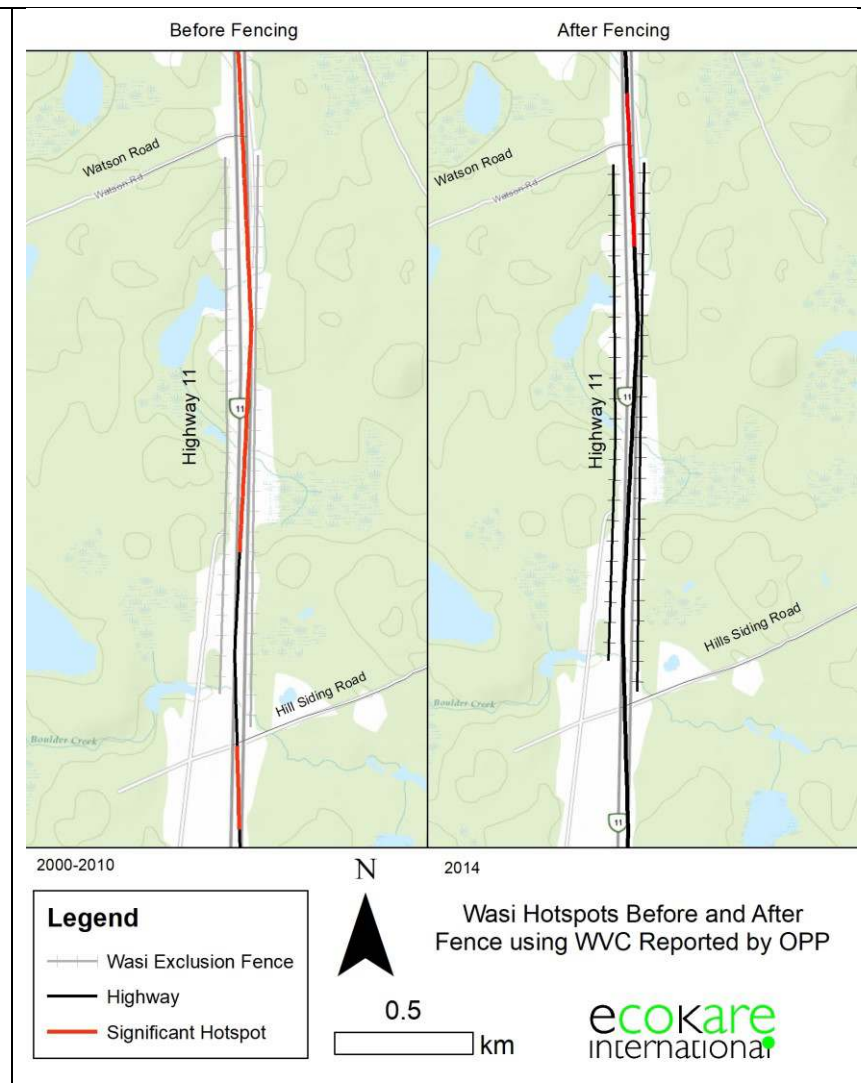 Before Fencing
After Fencing
Watson Road
Watson Rd
Highway 11
11
Hill Siding Road
Boulder Creek
Watson Road
Watson Rd
Highway 11
11
Hills Siding Road
Boulder Creek
11
2000-2010
2014
N
Legend
Wasi Exclusion Fence
Highway
Significant Hotspot
0.5
km
Wasi Hotspots Before and After
Fence using WVC Reported by OPP
ecokare
international